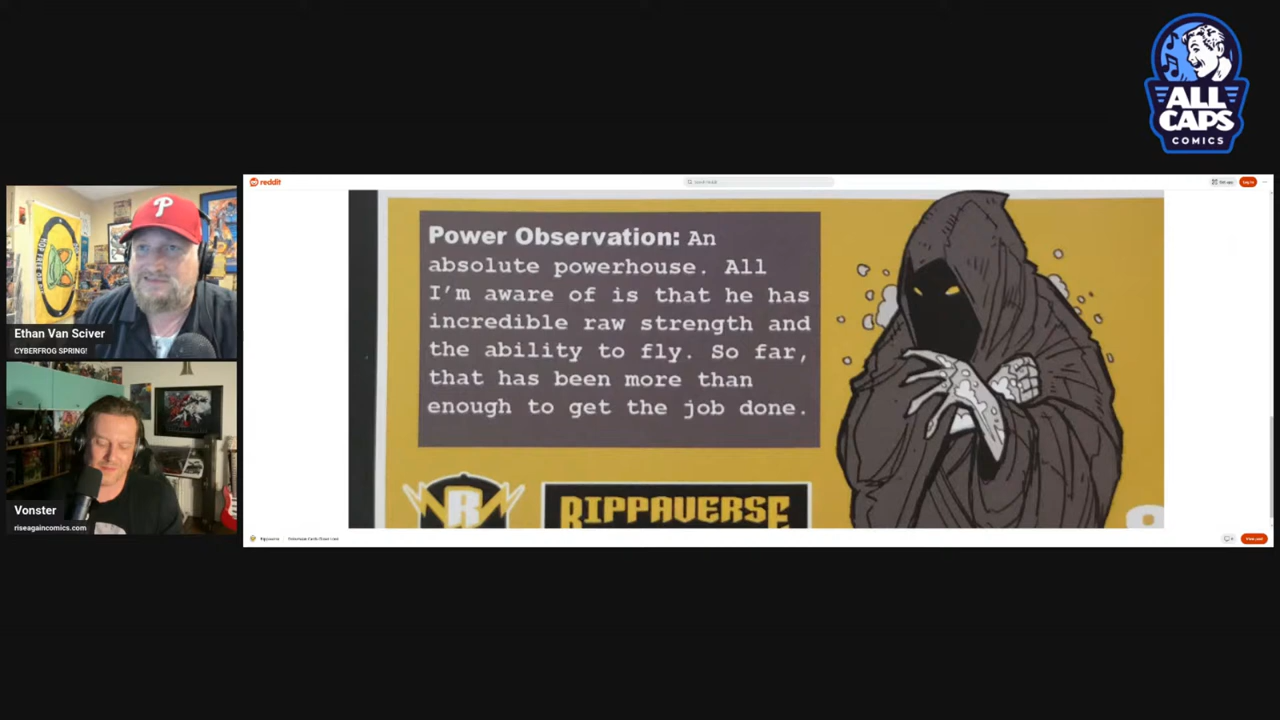 ALL
CAPS
COMICS
reddit
Log In
Ethan Van Sciver
CYBERFROG SPRING!
Vonster
riseagaincomics.com
P
Power Observation: An
absolute powerhouse. All
I'm aware of is that he has
incredible raw strength and
the ability to fly. So far,
that has been more than
enough to get the job done.
R
RIPPAVERSE